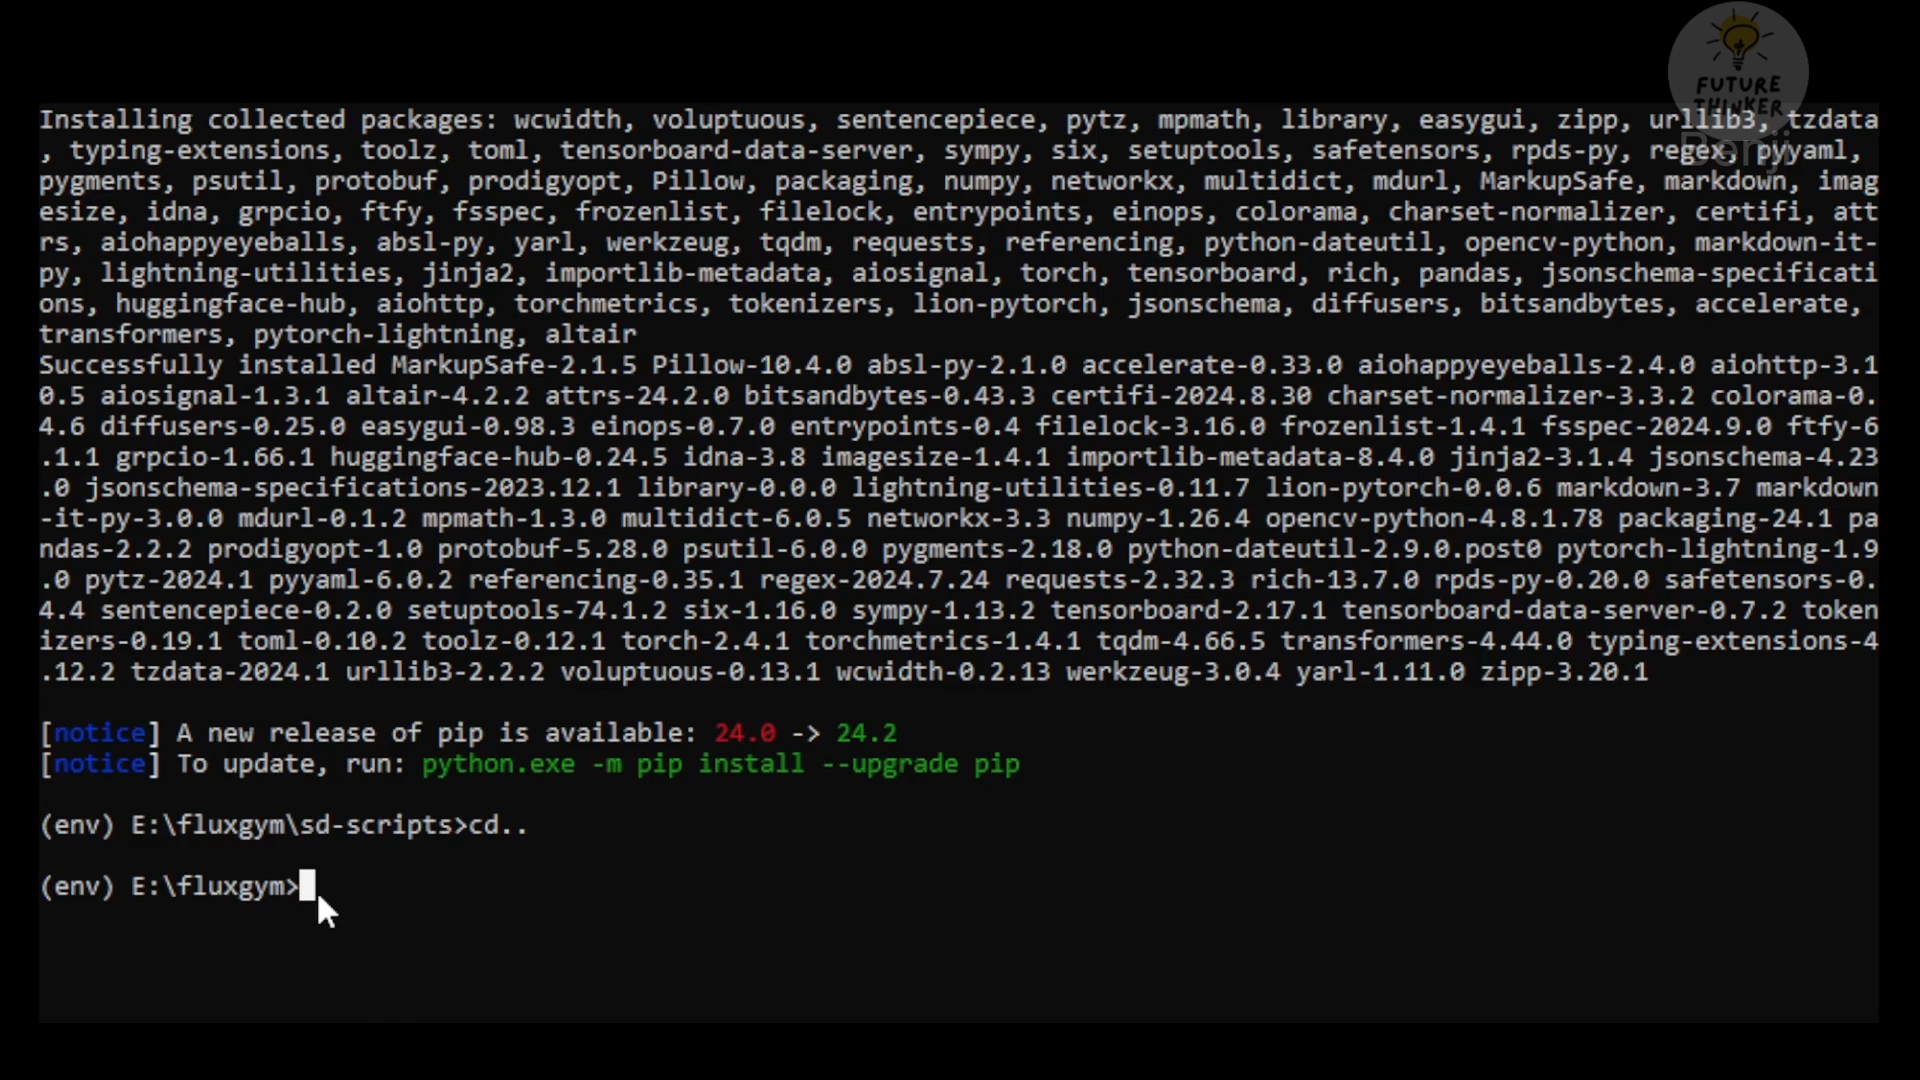 FUTURE
THINKER
Benji
Installing collected packages: wcwidth, voluptuous, sentencepiece, pytz, mpmath, library, easygui, zipp, urllib3, tzdata
, typing-extensions, toolz, toml, tensorboard-data-server, sympy, six, setuptools, safetensors, rpds-py, regex, pyyaml,
pygments, psutil, protobuf, prodigyopt, Pillow, packaging, numpy, networkx, multidict, mdurl, MarkupSafe, markdown, imag
esize, idna, grpcio, ftfy, fsspec, frozenlist, filelock, entrypoints, einops, colorama, charset-normalizer, certifi, att
rs, aiohappyeyeballs, absl-py, yarl, werkzeug, tqdm, requests, referencing, python-dateutil, opencv-python, markdown-it-
py, lightning-utilities, jinja2, importlib-metadata, aiosignal, torch, tensorboard, rich, pandas, jsonschema-specificati
ons, huggingface-hub, aiohttp, torchmetrics, tokenizers, lion-pytorch, jsonschema, diffusers, bitsandbytes, accelerate,
transformers, pytorch-lightning, altair
Successfully installed MarkupSafe-2.1.5 Pillow-10.4.0 absl-py-2.1.0 accelerate-0.33.0 aiohappyeyeballs-2.4.0 aiohttp-3.1
0.5 aiosignal-1.3.1 altair-4.2.2 attrs-24.2.0 bitsandbytes-0.43.3 certifi-2024.8.30 charset-normalizer-3.3.2 colorama-0.
4.6 diffusers-0.25.0 easygui-0.98.3 einops-0.7.0 entrypoints-0.4 filelock-3.16.0 frozenlist-1.4.1 fsspec-2024.9.0 ftfy-6
.1.1 grpcio-1.66.1 huggingface-hub-0.24.5 idna-3.8 imagesize-1.4.1 importlib-metadata-8.4.0 jinja2-3.1.4 jsonschema-4.23
.0 jsonschema-specifications-2023.12.1 library-0.0.0 lightning-utilities-0.11.7 lion-pytorch-0.0.6 markdown-3.7 markdown
-it-py-3.0.0 mdurl-0.1.2 mpmath-1.3.0 multidict-6.0.5 networkx-3.3 numpy-1.26.4 opencv-python-4.8.1.78 packaging-24.1 pa
ndas-2.2.2 prodigyopt-1.0 protobuf-5.28.0 psutil-6.0.0 pygments-2.18.0 python-dateutil-2.9.0.post0 pytorch-lightning-1.9
.0 pytz-2024.1 pyyaml-6.0.2 referencing-0.35.1 regex-2024.7.24 requests-2.32.3 rich-13.7.0 rpds-py-0.20.0 safetensors-0.
4.4 sentencepiece-0.2.0 setuptools-74.1.2 six-1.16.0 sympy-1.13.2 tensorboard-2.17.1 tensorboard-data-server-0.7.2 token
izers-0.19.1 toml-0.10.2 toolz-0.12.1 torch-2.4.1 torchmetrics-1.4.1 tqdm-4.66.5 transformers-4.44.0 typing-extensions-4
.12.2 tzdata-2024.1 urllib3-2.2.2 voluptuous-0.13.1 wcwidth-0.2.13 werkzeug-3.0.4 yarl-1.11.0 zipp-3.20.1
[notice] A new release of pip is available: 24.0 -> 24.2
[notice] To update, run: python.exe -m pip install --upgrade pip
(env) E:\fluxgym\sd-scripts>cd..
(env) E:\fluxgym>